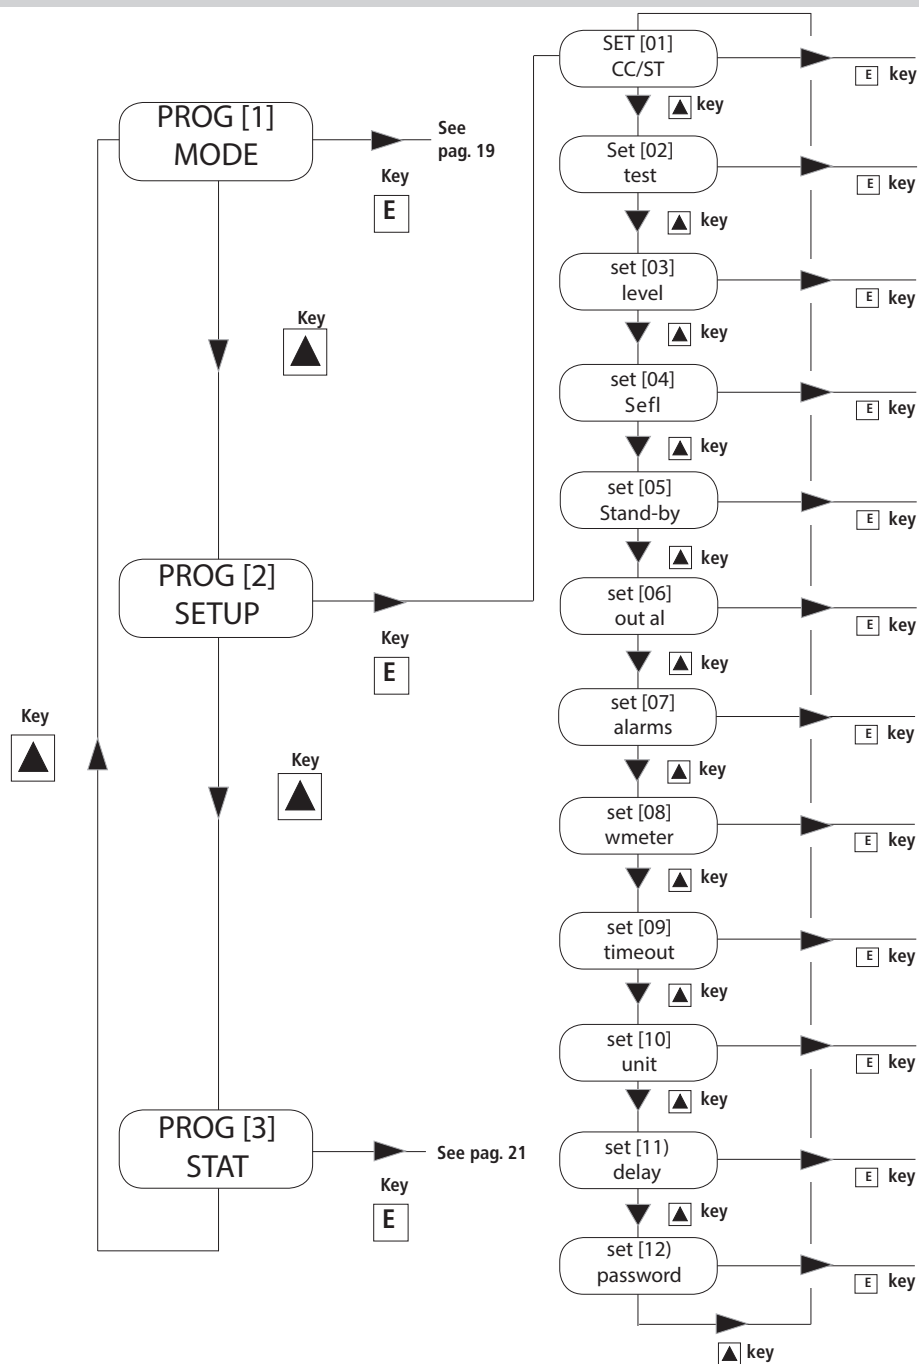 PROG [1]
MODE
See
pag. 19
Key
E
Key
PROG [2]
SETUP
Key
E
Key
Key
PROG [3]
STAT
See pag. 21
Key
E
SET [01]
CC/ST
E key
key
Set [02]
test
E key
key
set [03]
level
E key
key
set [04]
Sefl
E key
key
set [05]
Stand-by
E key
key
set [06]
out al
E key
key
set [07]
alarms
E key
key
set [08]
wmeter
E key
key
set [09]
timeout
E key
key
set [10]
unit
E key
key
set [11)
delay
E key
key
set [12)
password
E key
key